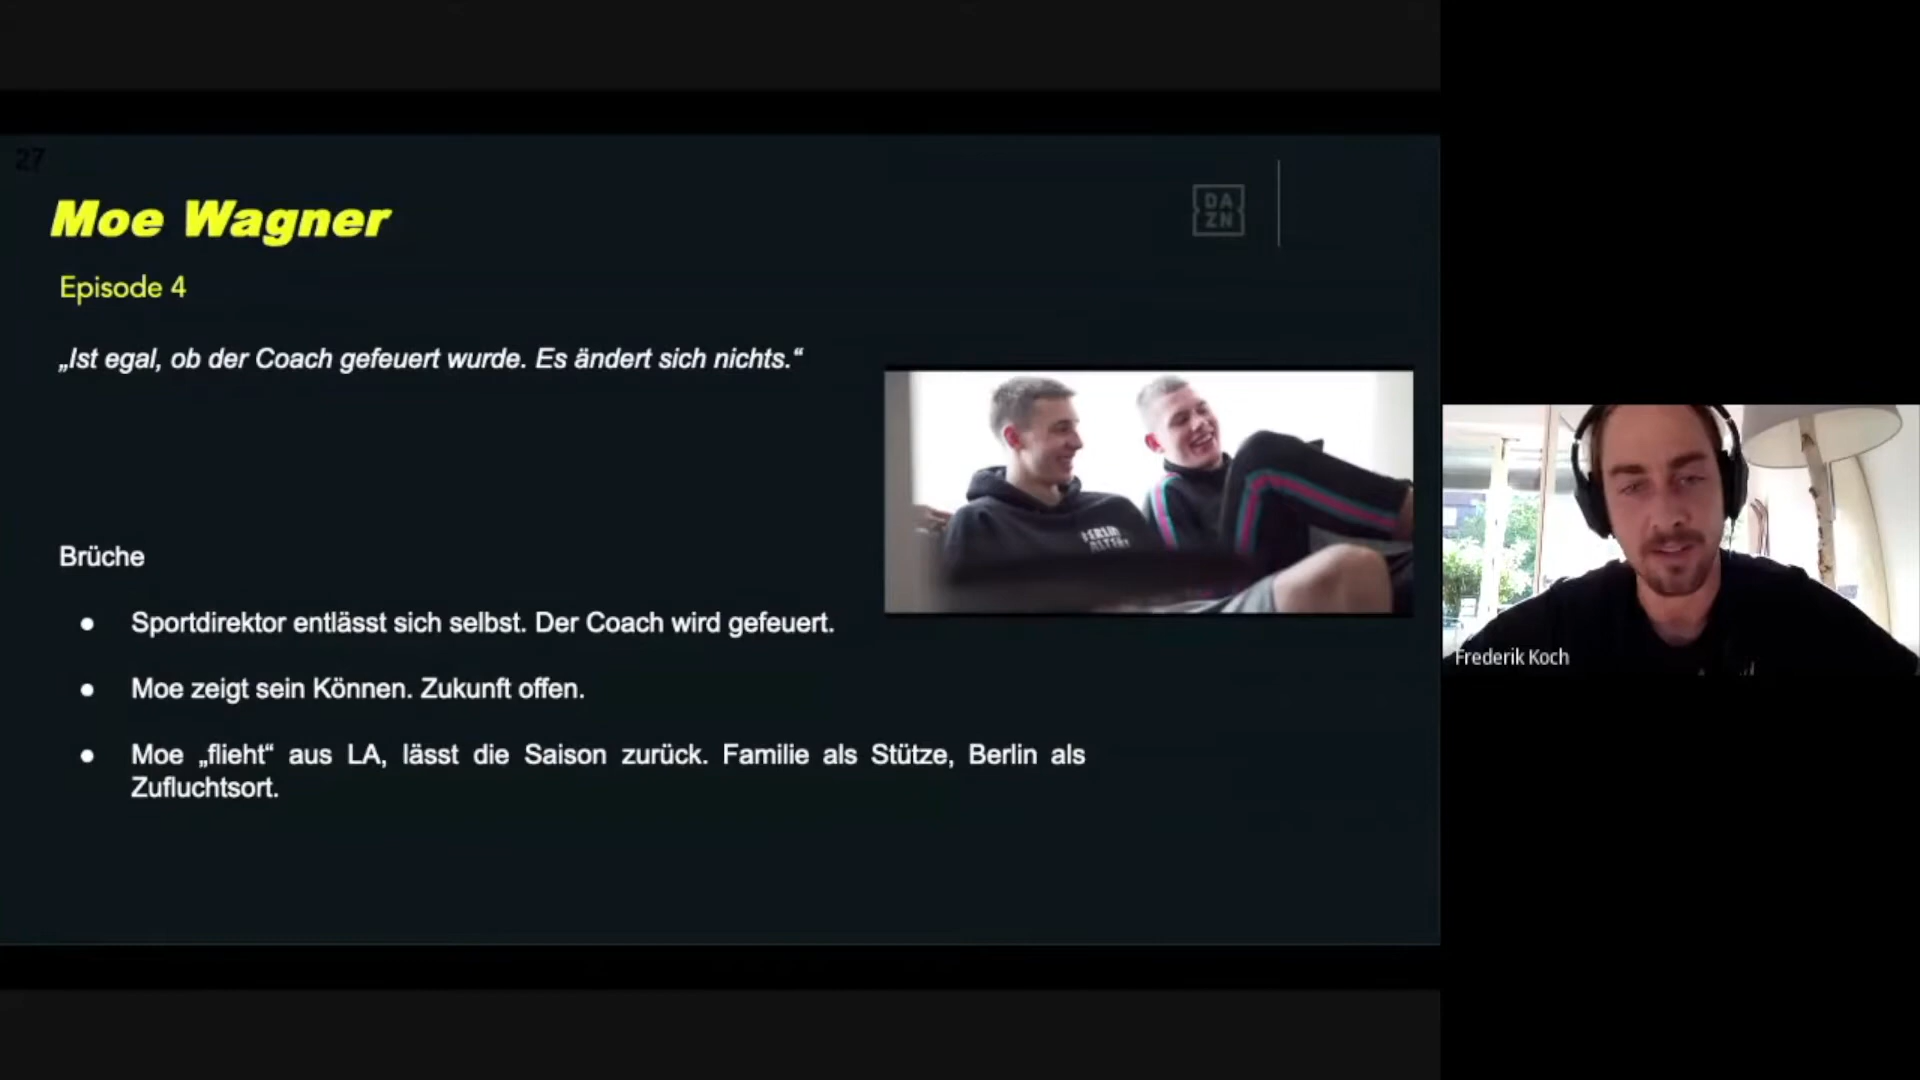 27
Moe Wagner
DA
ZN
Episode 4
„Ist egal, ob der Coach gefeuert wurde. Es ändert sich nichts.“
Brüche
● Sportdirektor entlässt sich selbst. Der Coach wird gefeuert.
● Moe zeigt sein Können. Zukunft offen.
● Moe „flieht“ aus LA, lässt die Saison zurück. Familie als Stütze, Berlin als
Zufluchtsort.
BERLIN
Frederik Koch